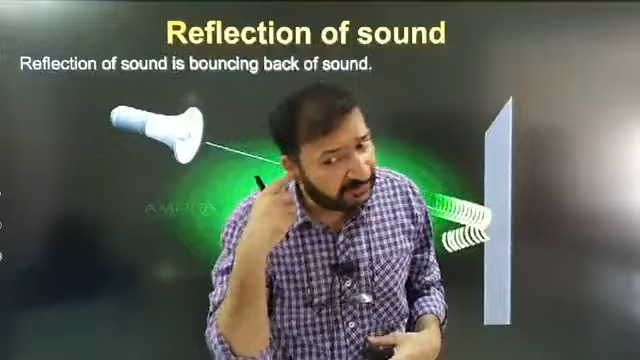 Reflection of sound
Reflection of sound is bouncing back of sound.